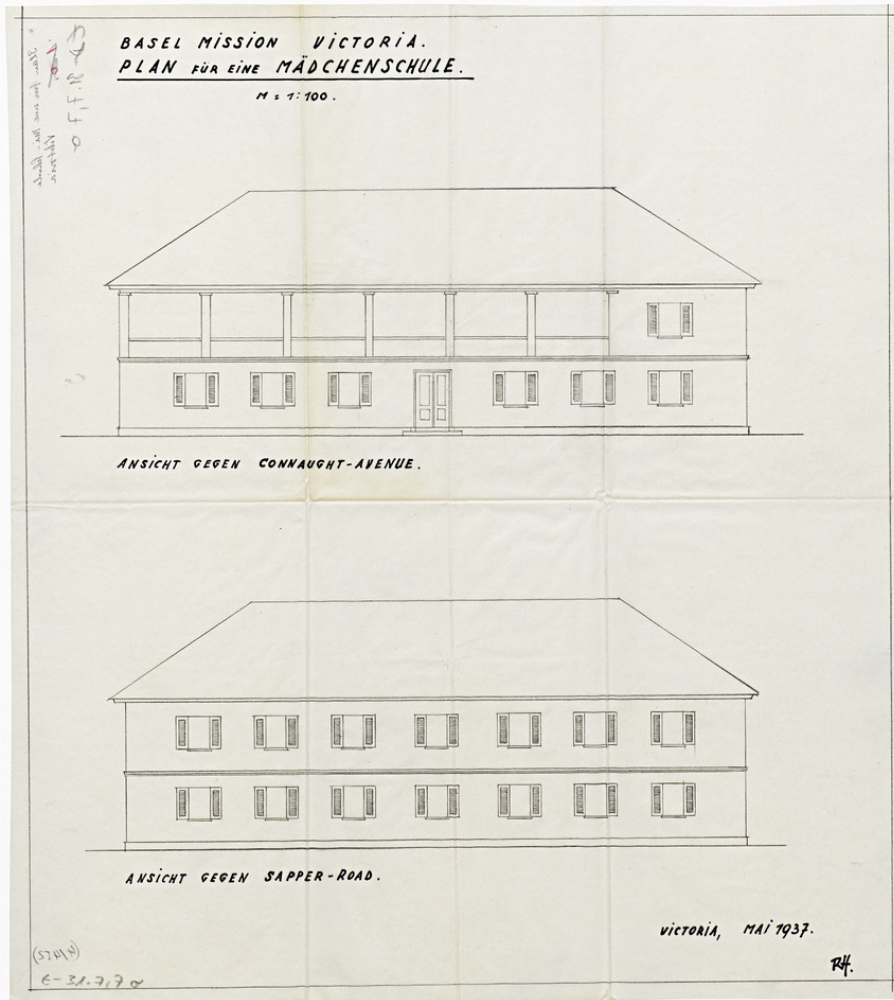 BASEL MISSION VICTORIA.
PLAN FÜR EINE MÄDCHENSCHULE.
M = 1:100.
ANSICHT GEGEN CONNAUGHT-AVENUE.
ANSICHT GEGEN SAPPER-ROAD.
VICTORIA, MAI 1937.
RH.
E-31.7,7 a